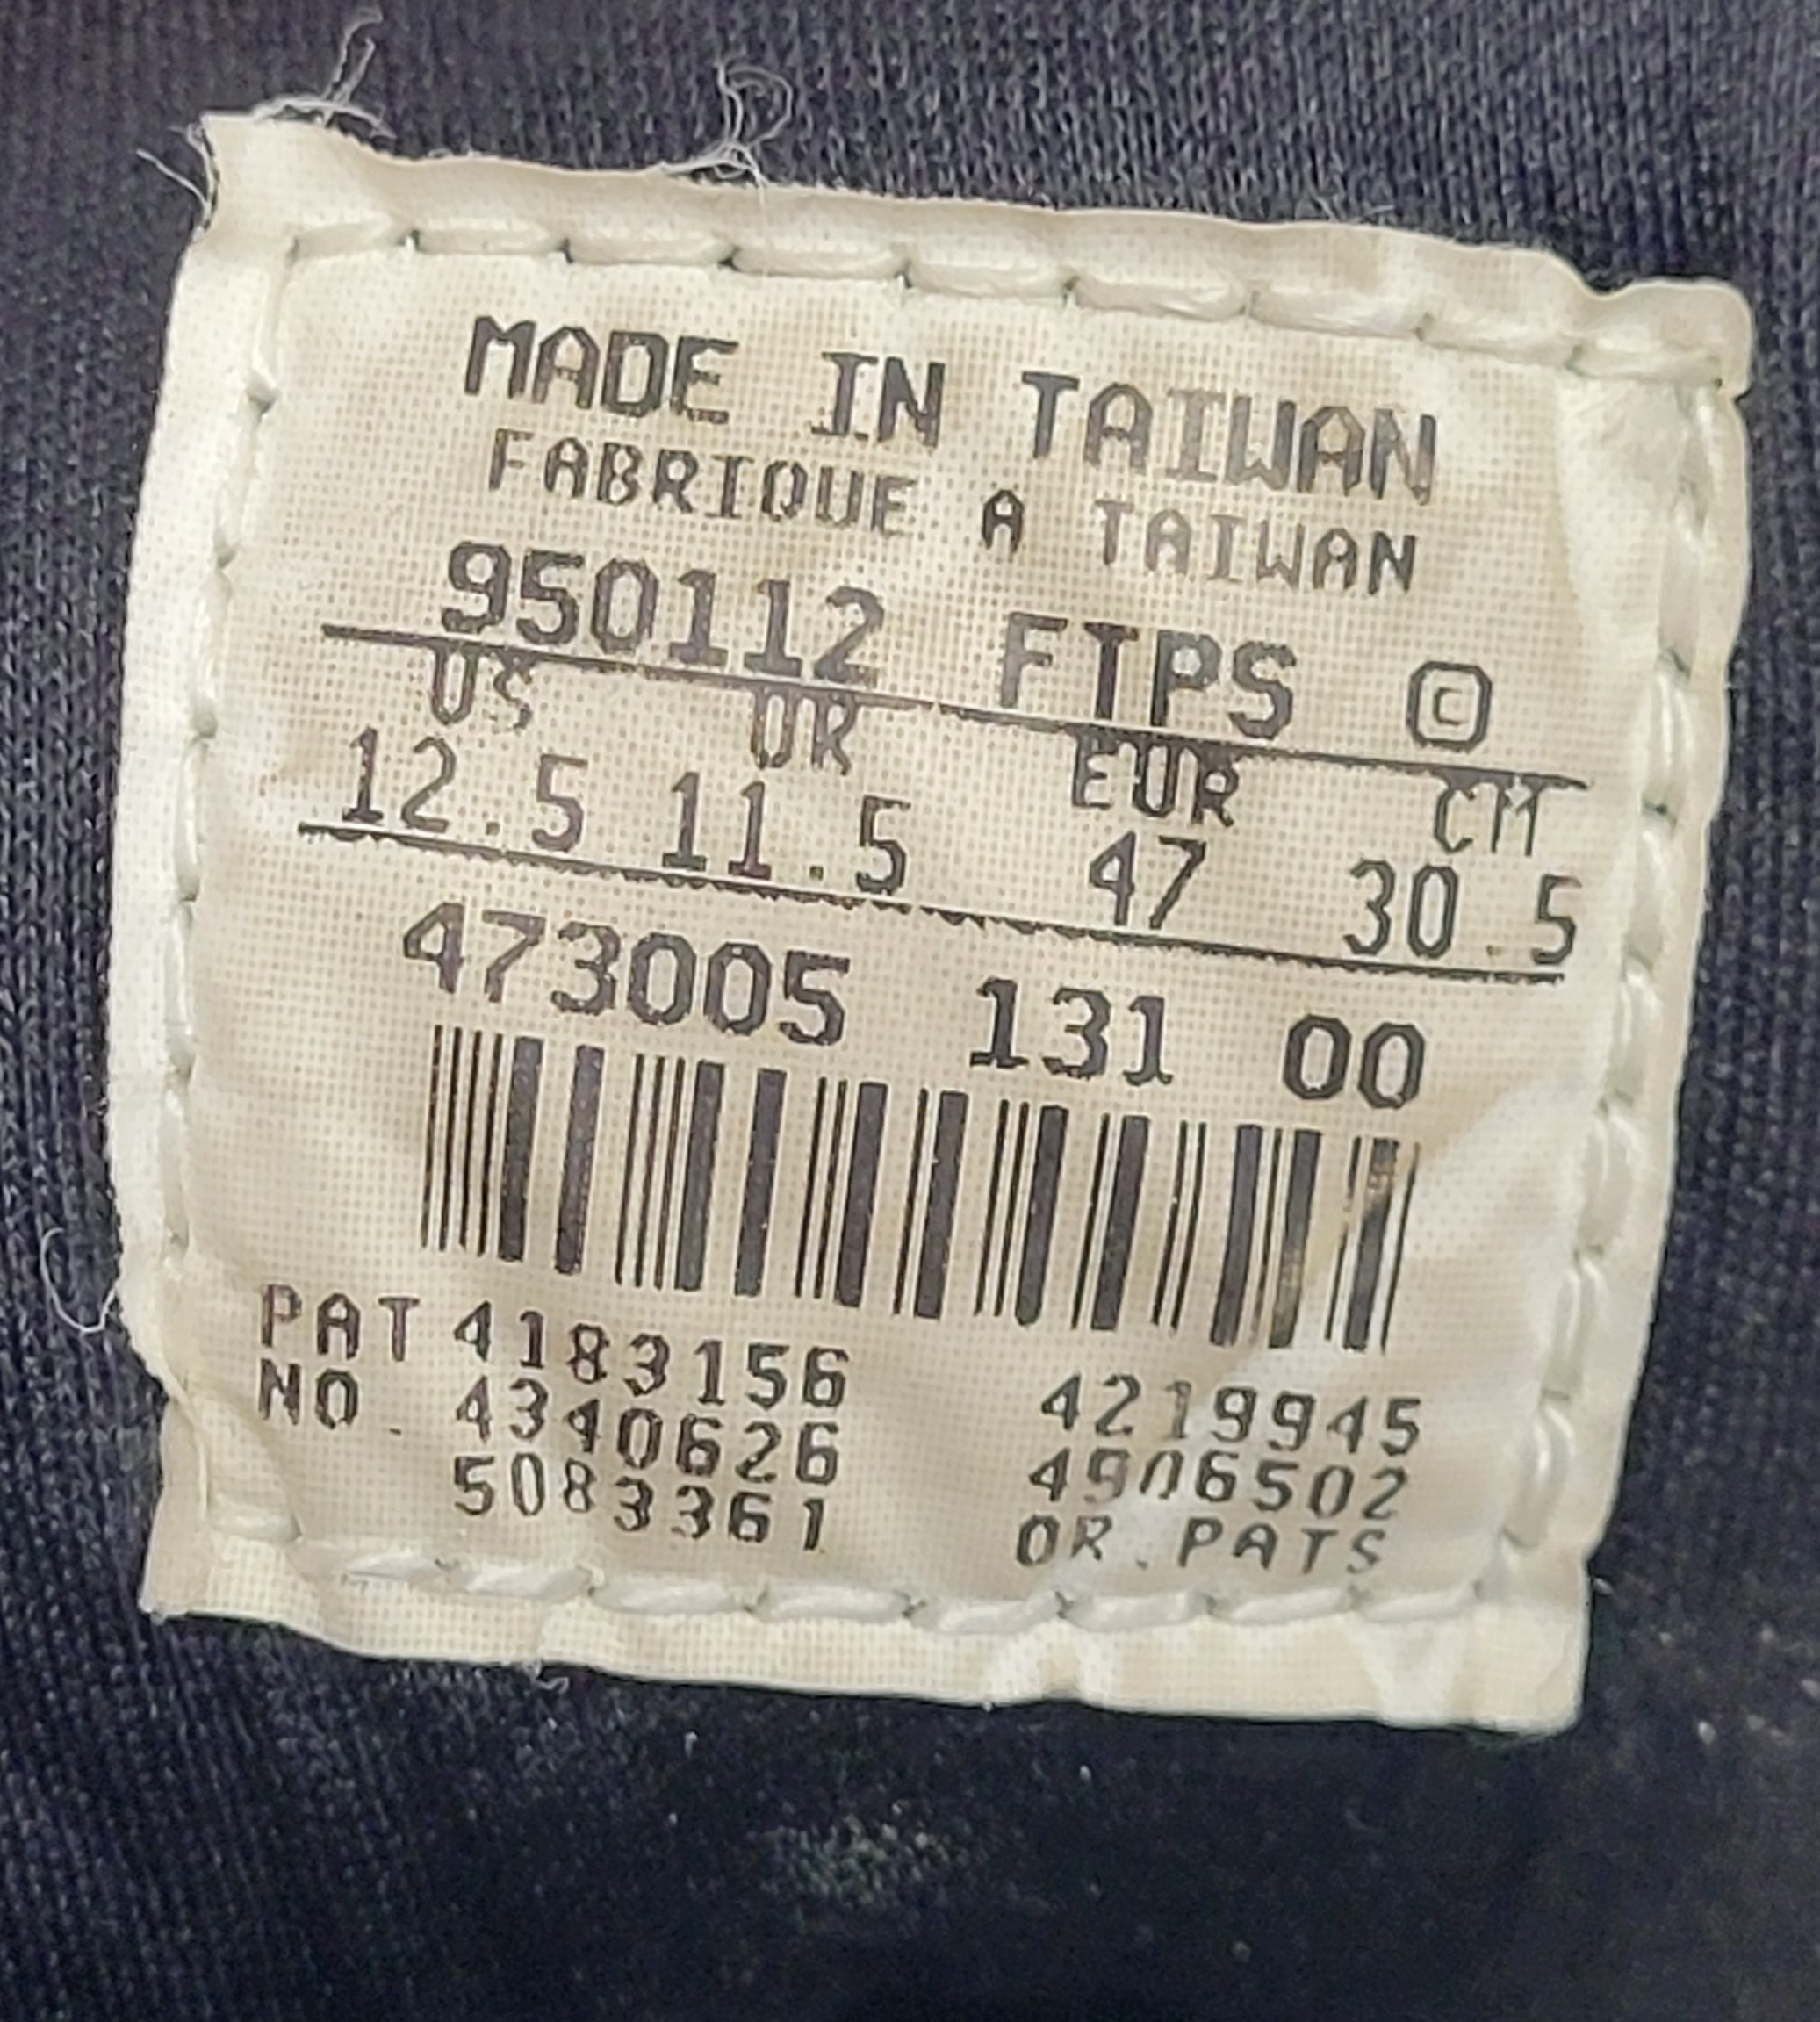 MADE IN TAIWAN
FABRIQUE A TAIWAN
950112 FTPS ©
US UK EUR CM
12.5 11.5 47 30.5
473005 131 00
PAT 4183156 4219945
NO. 4340626 4906502
5083361 OR.PATS